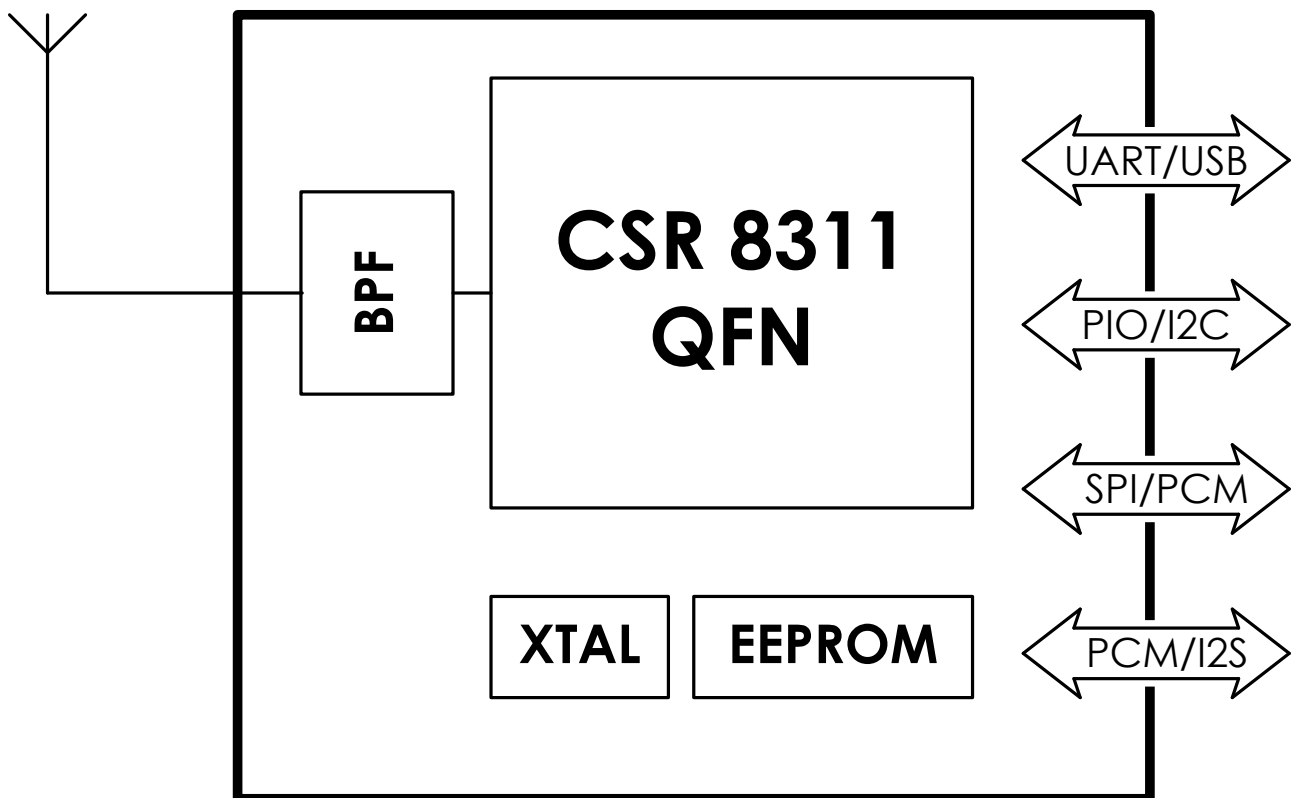 CSR 8311
QFN
BPF
XTAL
EEPROM
UART/USB
PIO/I2C
SPI/PCM
PCM/I2S